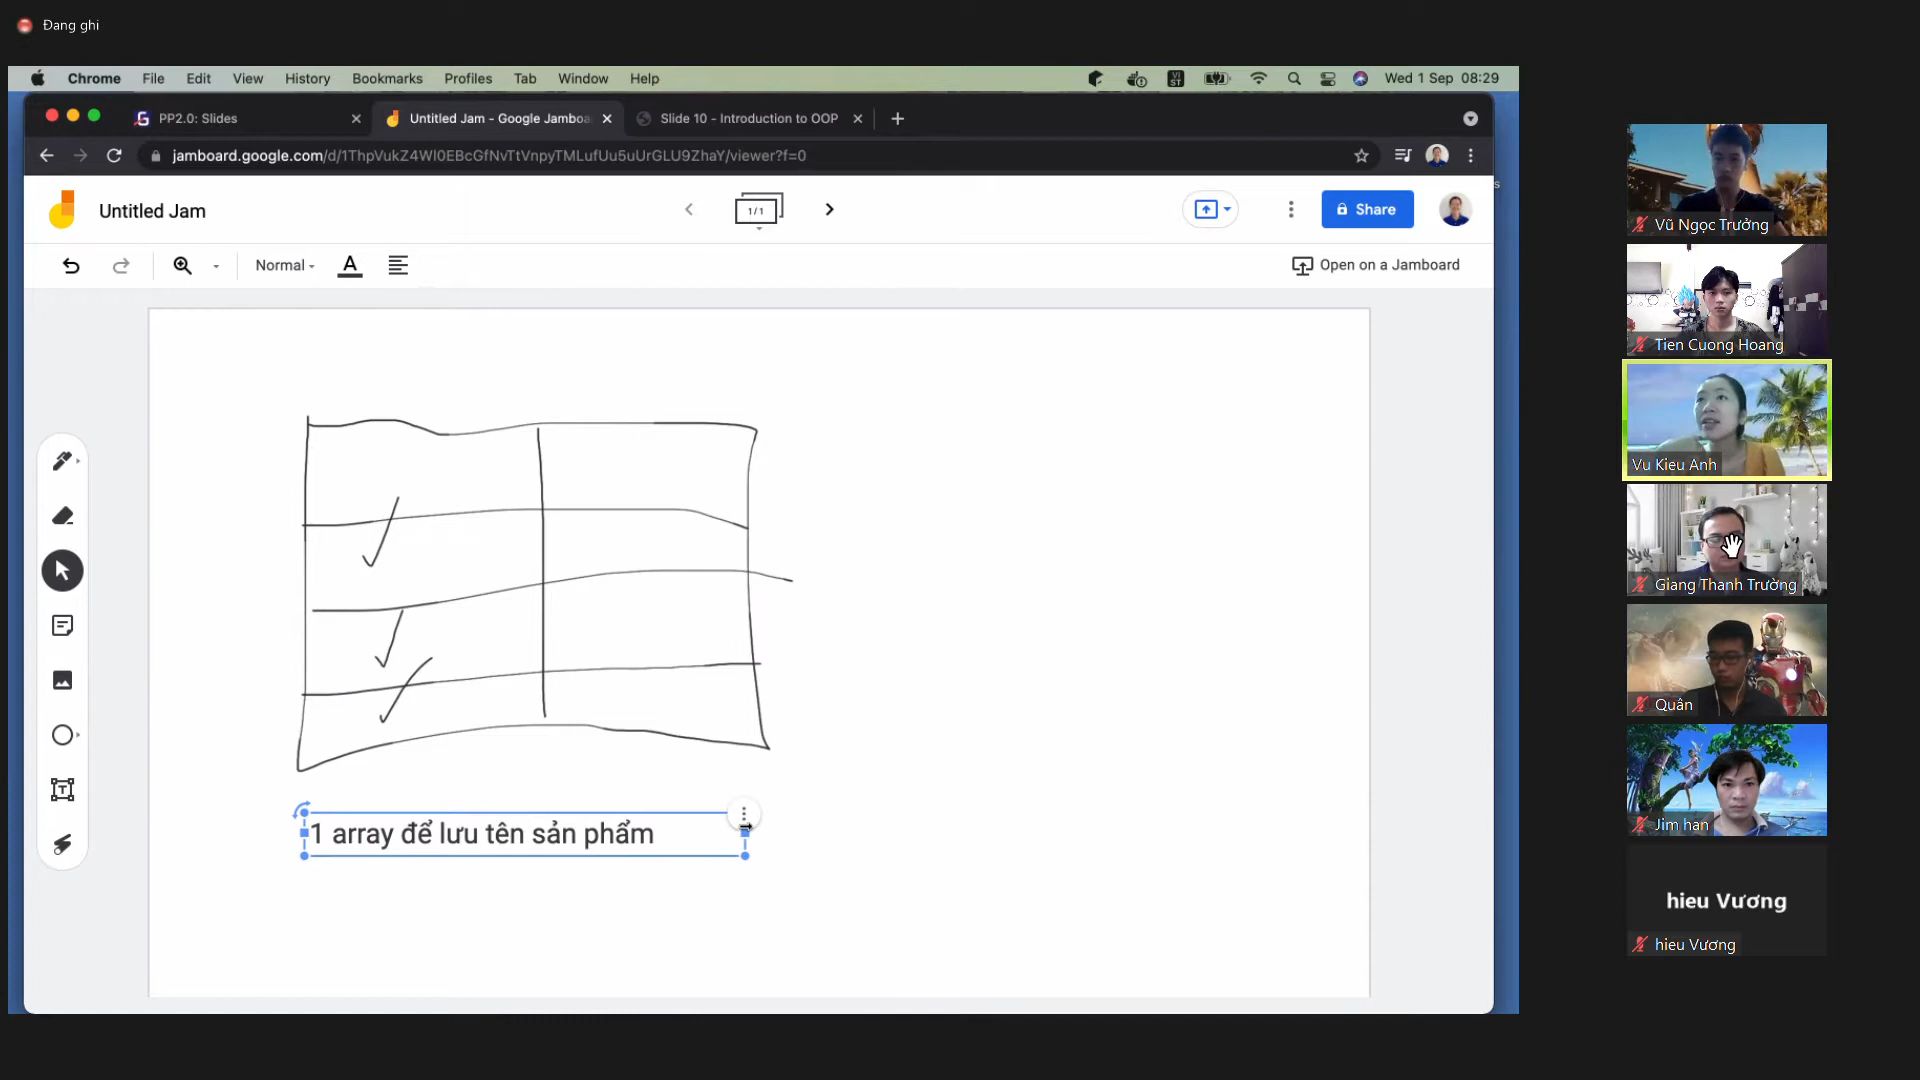 Đang ghi
Chrome File Edit View History Bookmarks Profiles Tab Window Help
VI
ST
Wed 1 Sep 08:29
PP2.0: Slides
Untitled Jam - Google Jamboa
Slide 10 - Introduction to OOP
jamboard.google.com/d/1ThpVukZ4WI0EBcGfNvTtVnpyTMLufUu5uUrGLU9ZhaY/viewer?f=0
Untitled Jam
1/1
Share
Normal
A
Open on a Jamboard
1 array để lưu tên sản phẩm
Vũ Ngọc Trưởng
Tien Cuong Hoang
Vu Kieu Anh
Giang Thanh Trường
Quân
Jim han
hieu Vương
hieu Vương